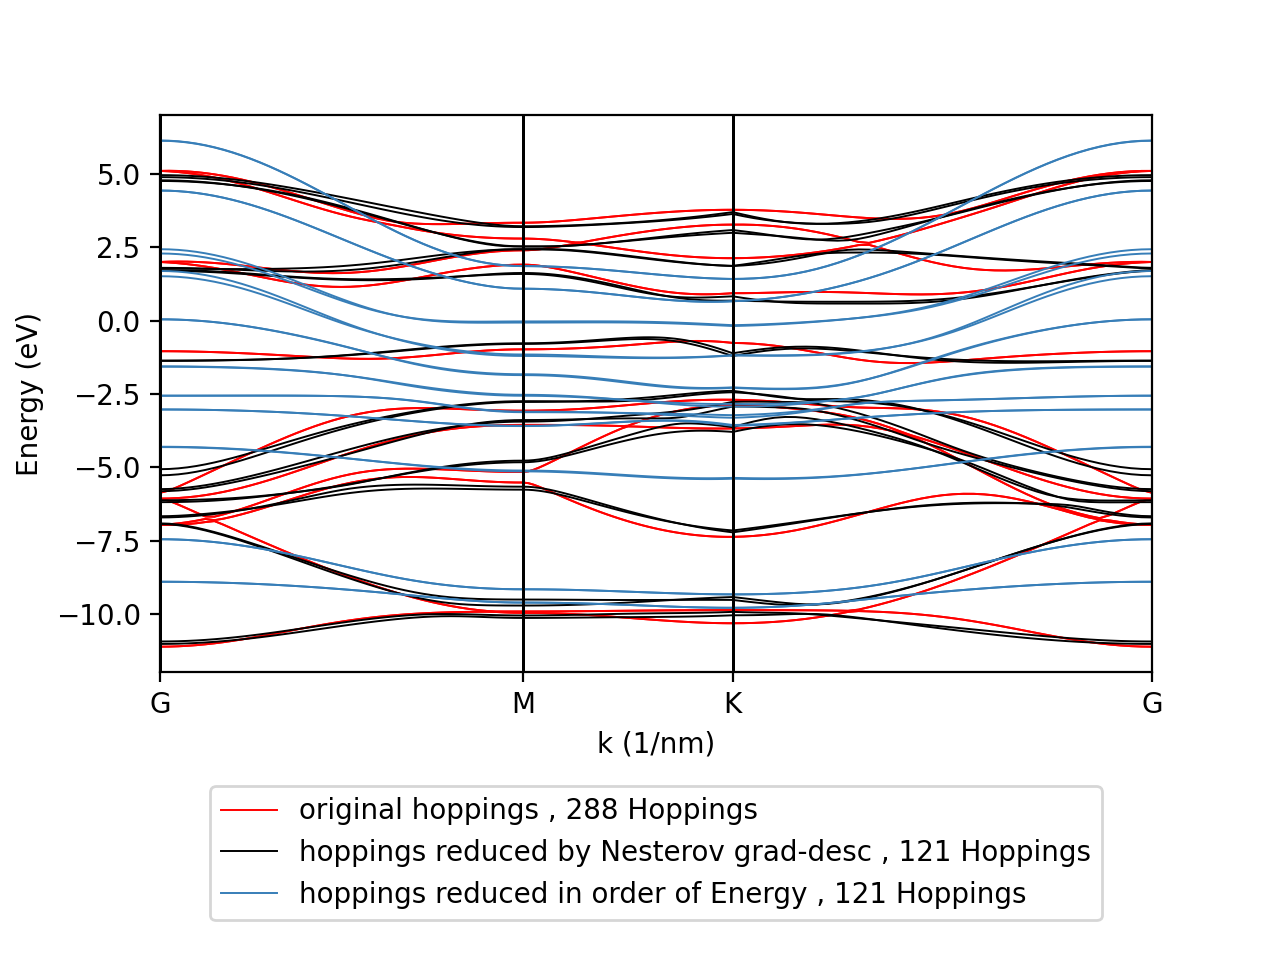 5.0
2.5
0.0
−2.5
−5.0
−7.5
−10.0
Energy (eV)
G M K G
k (1/nm)
original hoppings , 288 Hoppings
hoppings reduced by Nesterov grad-desc , 121 Hoppings
hoppings reduced in order of Energy , 121 Hoppings